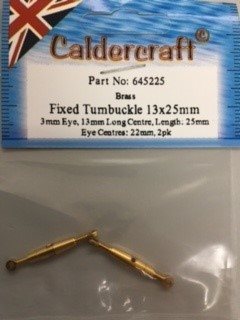 Caldercraft©
Part No: 645225
Brass
Fixed Turnbuckle 13x25mm
3mm Eye, 13mm Long Centre, Length: 25mm
Eye Centres: 22mm, 2pk